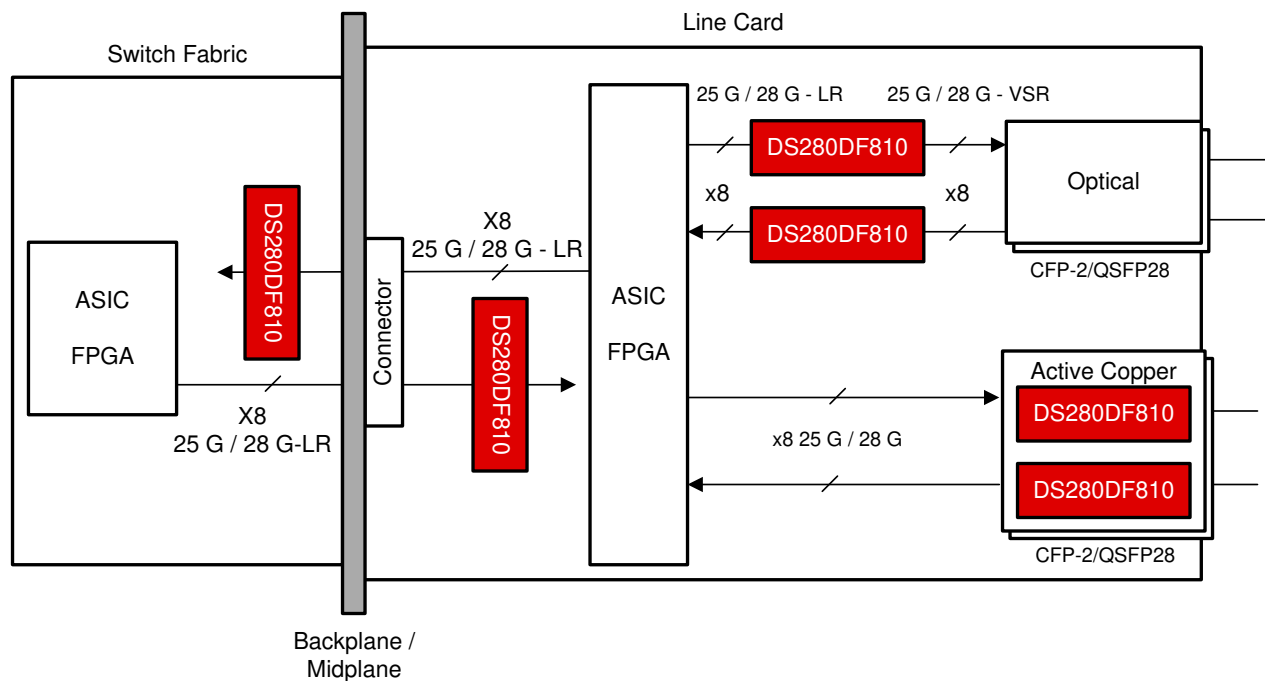 Line Card
Switch Fabric
25 G / 28 G - LR
25 G / 28 G - VSR
DS280DF810
x8
x8
DS280DF810
Optical
CFP-2/QSFP28
DS280DF810
X8
25 G / 28 G - LR
ASIC
FPGA
Connector
DS280DF810
ASIC
FPGA
X8
25 G / 28 G-LR
x8 25 G / 28 G
Active Copper
DS280DF810
DS280DF810
CFP-2/QSFP28
Backplane /
Midplane